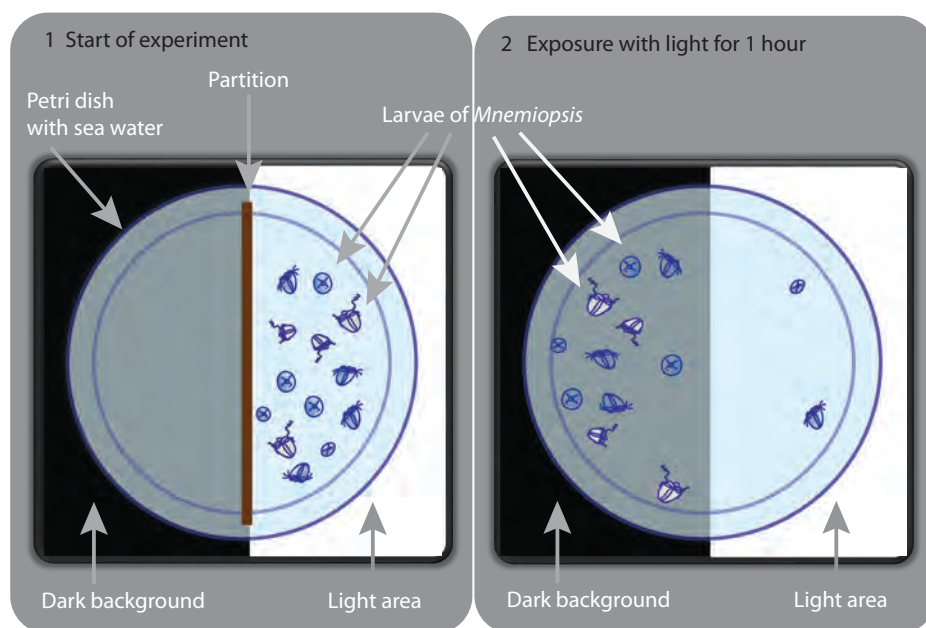 1 Start of experiment
Partition
Petri dish
with sea water
Larvae of Mnemiopsis
Dark background
Light area
2 Exposure with light for 1 hour
Dark background
Light area